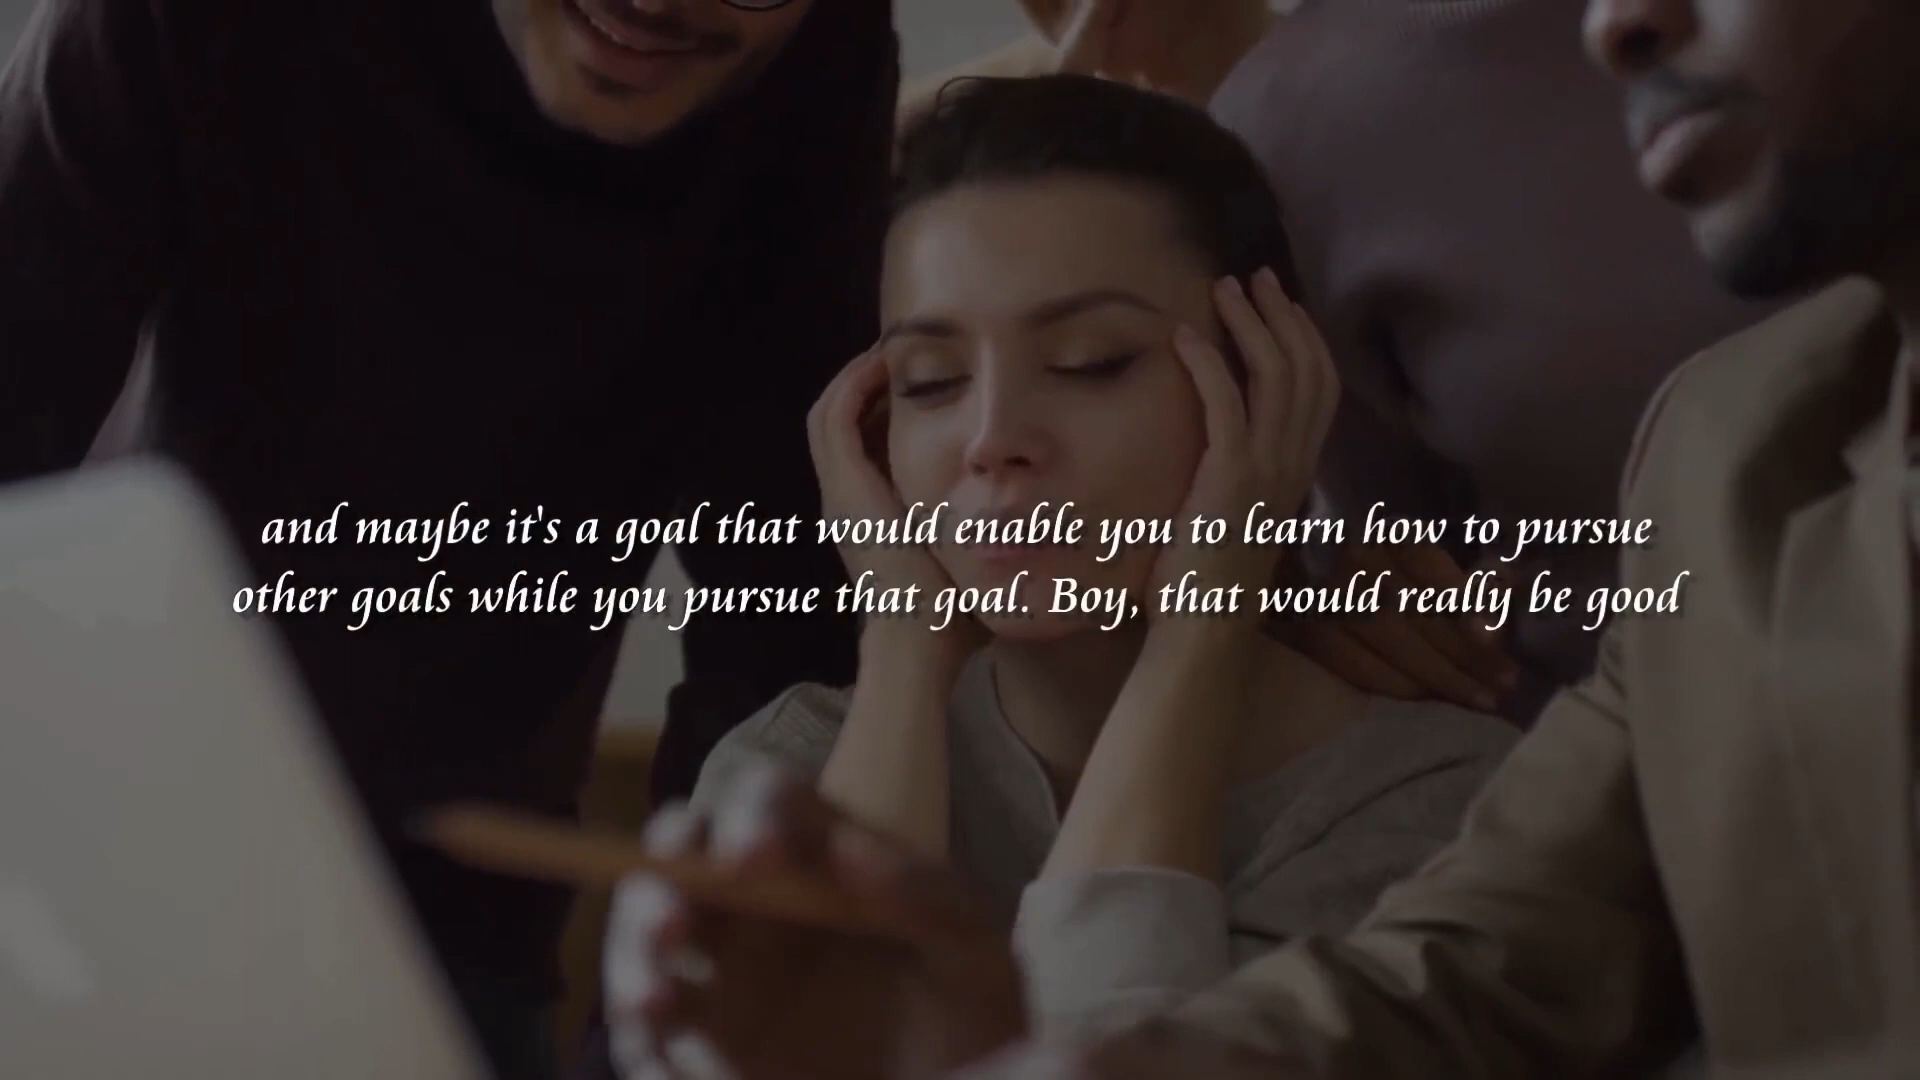 and maybe it's a goal that would enable you to learn how to pursue
other goals while you pursue that goal. Boy, that would really be good